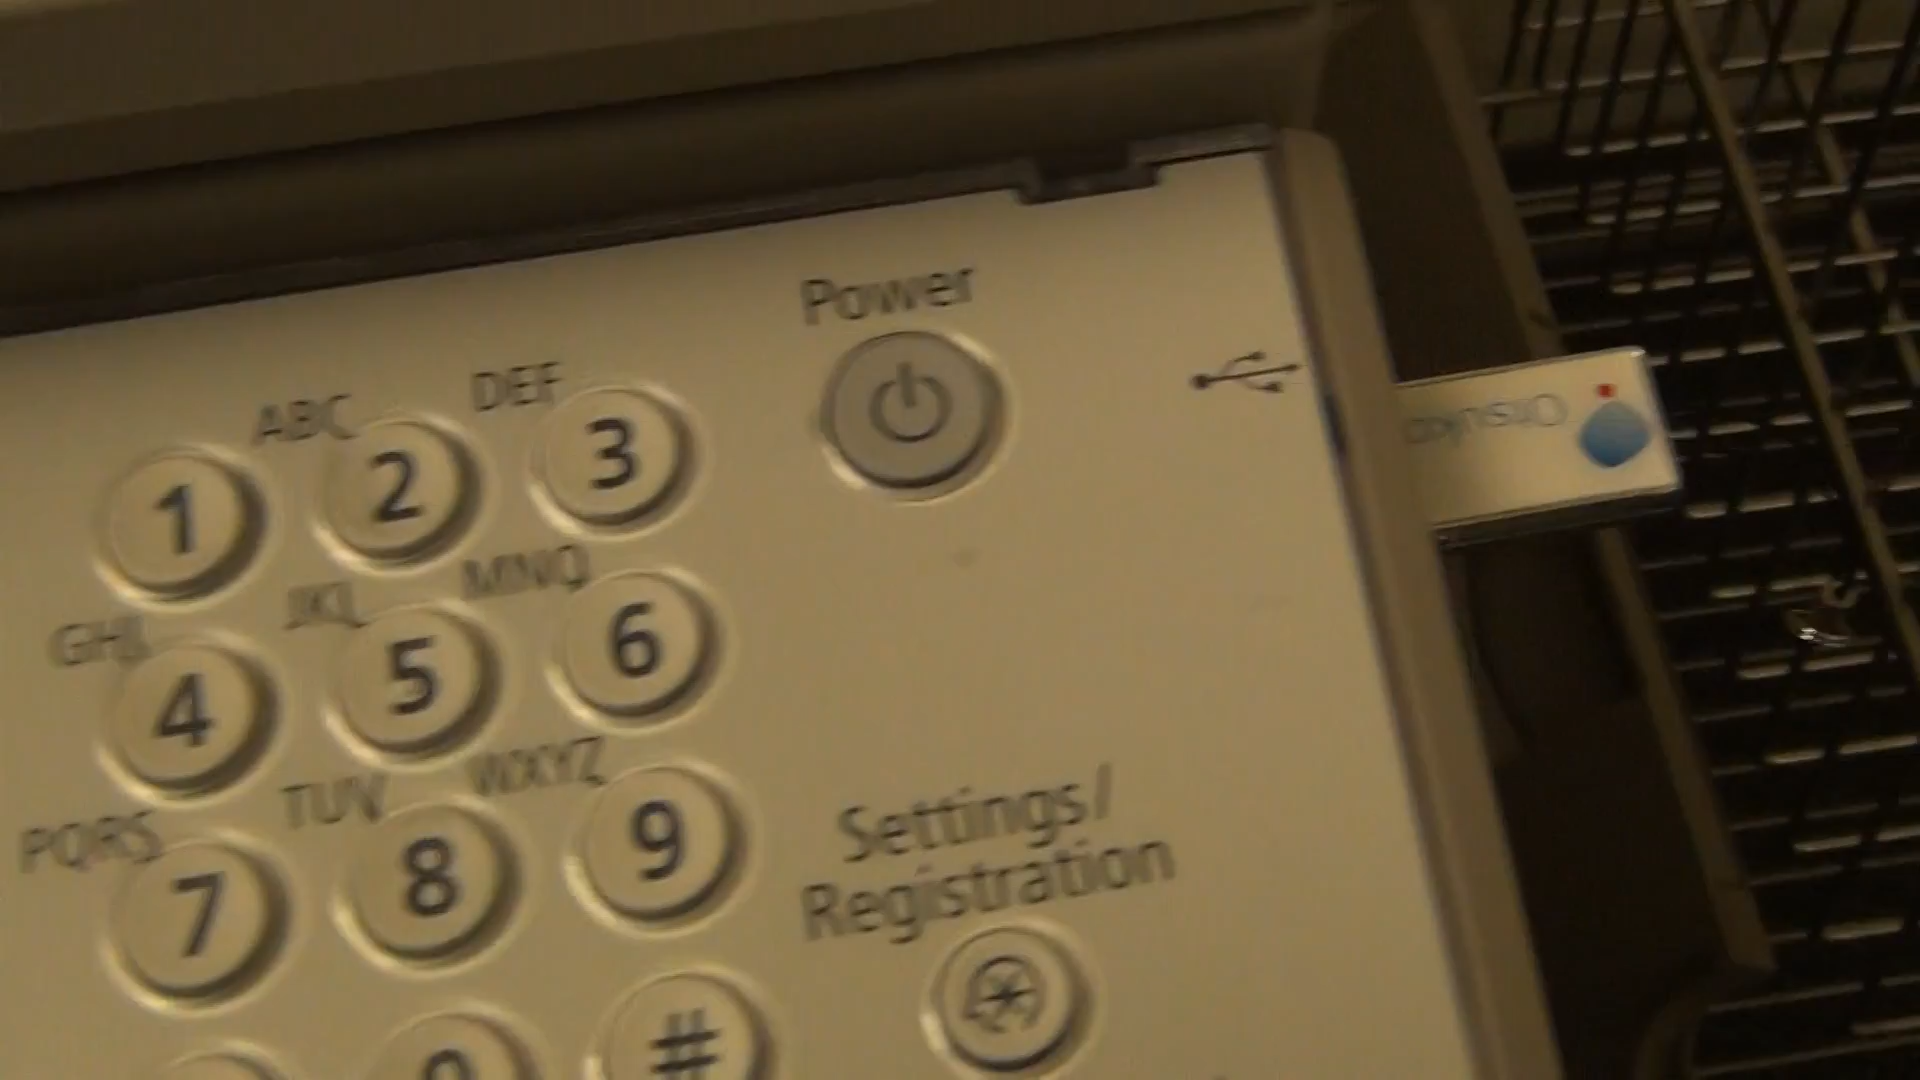 Power
ABC
DEF
1
2
3
GHI
JKL
MNO
4
5
6
PQRS
TUV
WXYZ
7
8
9
Settings/
Registration
0
#